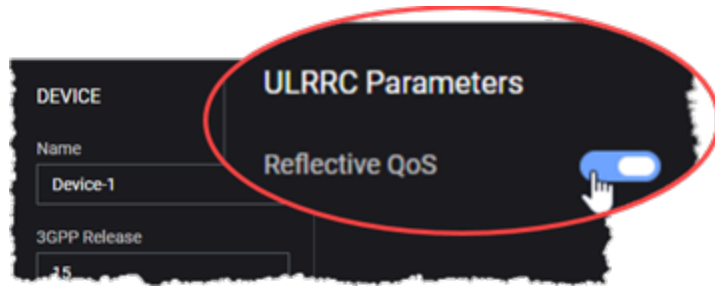 DEVICE
Name
Device-1
3GPP Release
15
ULRRC Parameters
Reflective QoS